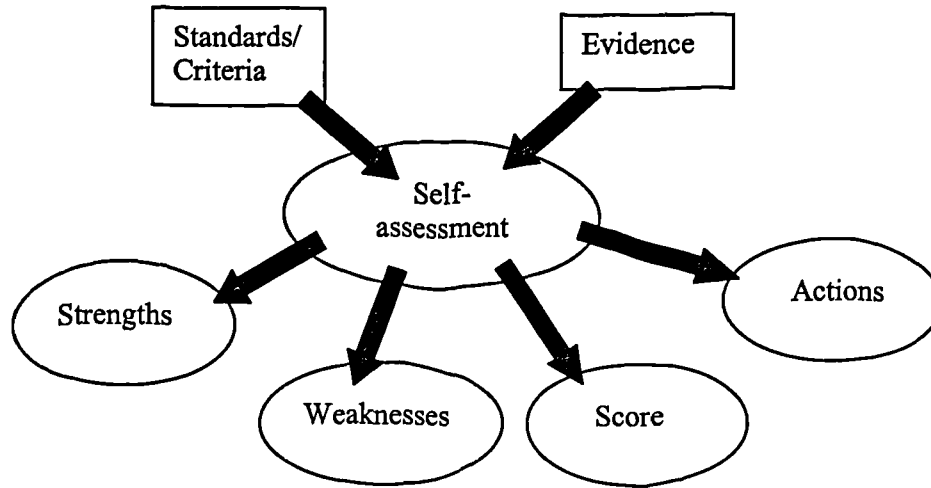 Standards/
Criteria
Evidence
Self-
assessment
Strengths
Weaknesses
Score
Actions